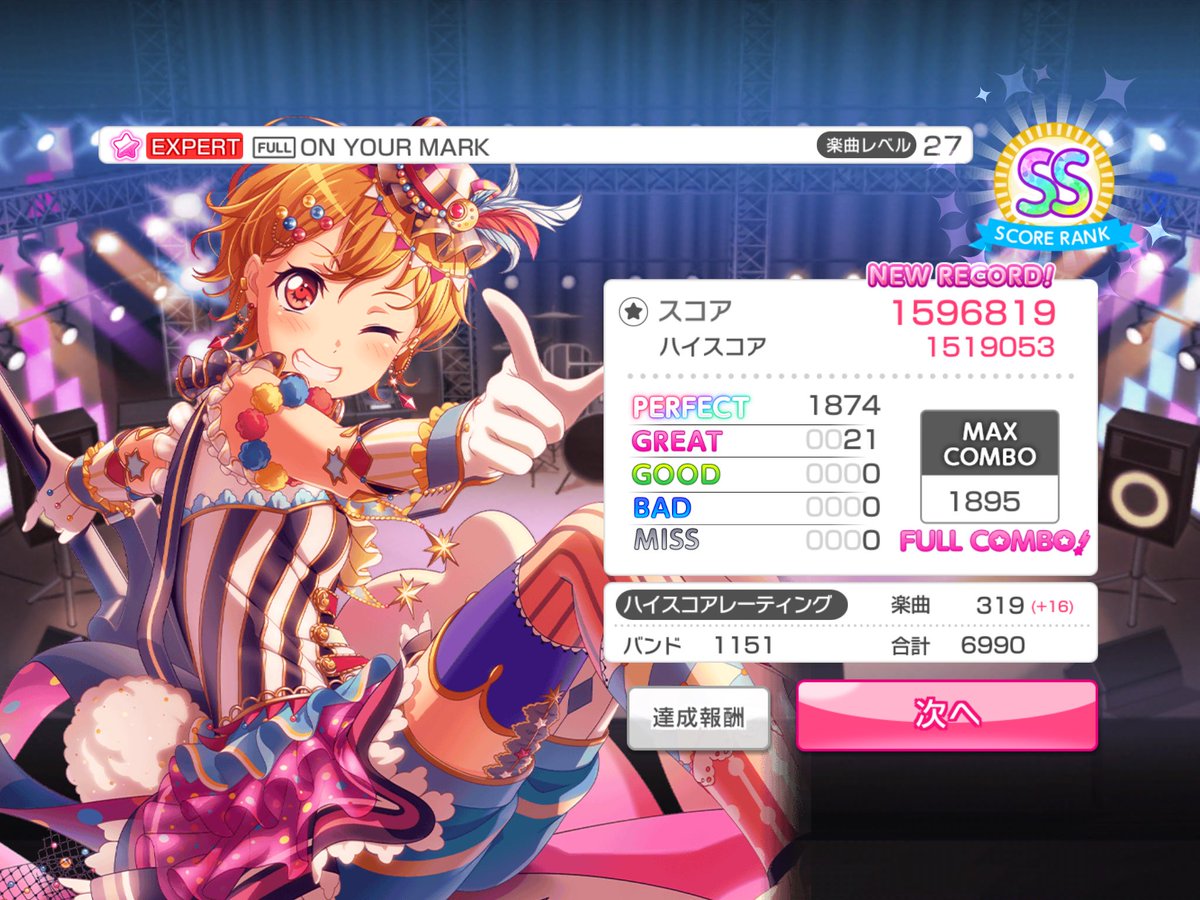 EXPERT FULL ON YOUR MARK 楽曲レベル 27
SS
SCORE RANK
NEW RECORD!
スコア 1596819
ハイスコア 1519053
PERFECT 1874
GREAT 0021
GOOD 0000
BAD 0000
MISS 0000
MAX
COMBO
1895
FULL COMBO
ハイスコアレーティング 楽曲 319 (+16)
バンド 1151 合計 6990
達成報酬 次へ